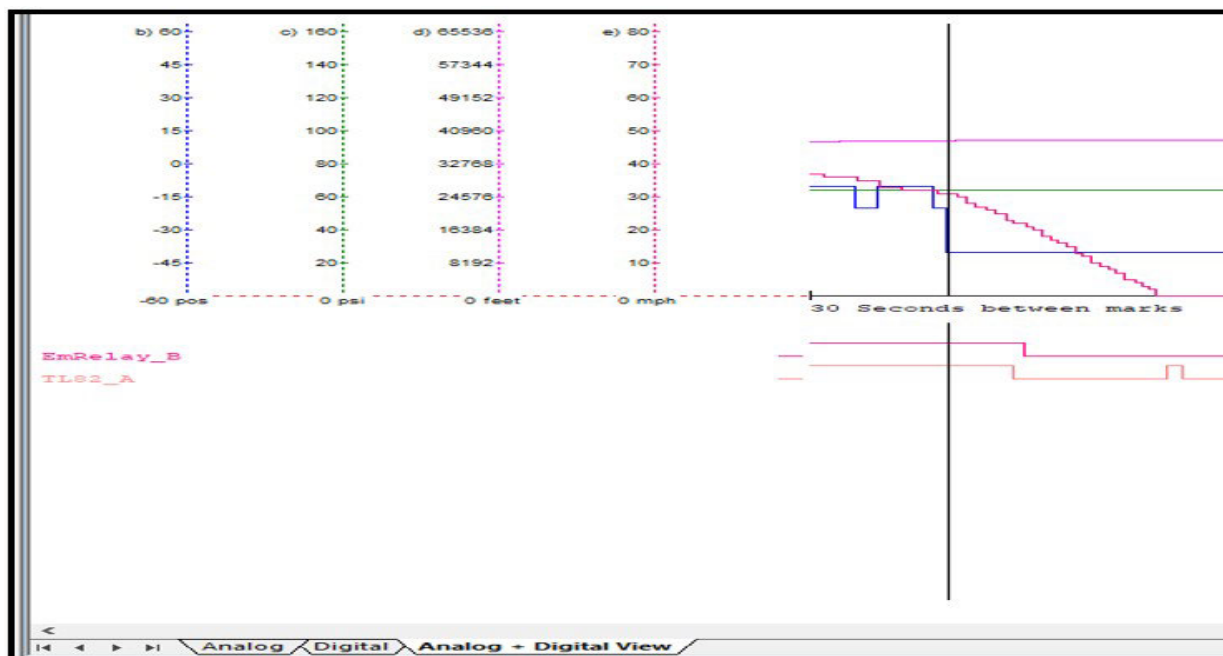 b) 60 c) 160 d) 65536 e) 80
45 140 57344 70
30 120 49152 60
15 100 40960 50
0 80 32768 40
-15 60 24576 30
-30 40 16384 20
-45 20 8192 10
-60 pos 0 psi 0 feet 0 mph
30 Seconds between marks
EmRelay_B
TL82_A
Analog Digital Analog + Digital View